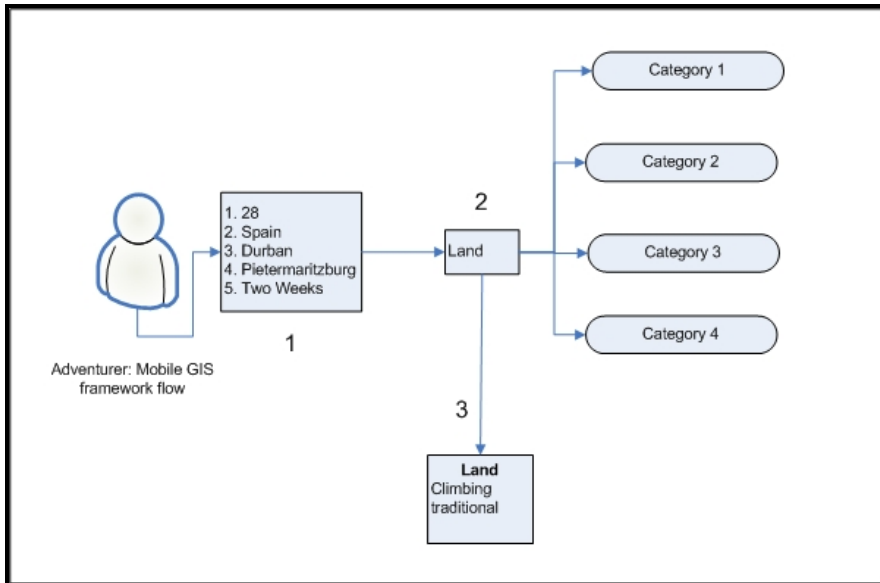 Category 1
Category 2
2
1. 28
2. Spain
3. Durban
4. Pietermaritzburg
5. Two Weeks
Land
Category 3
Category 4
1
Adventurer: Mobile GIS
framework flow
3
Land
Climbing
traditional